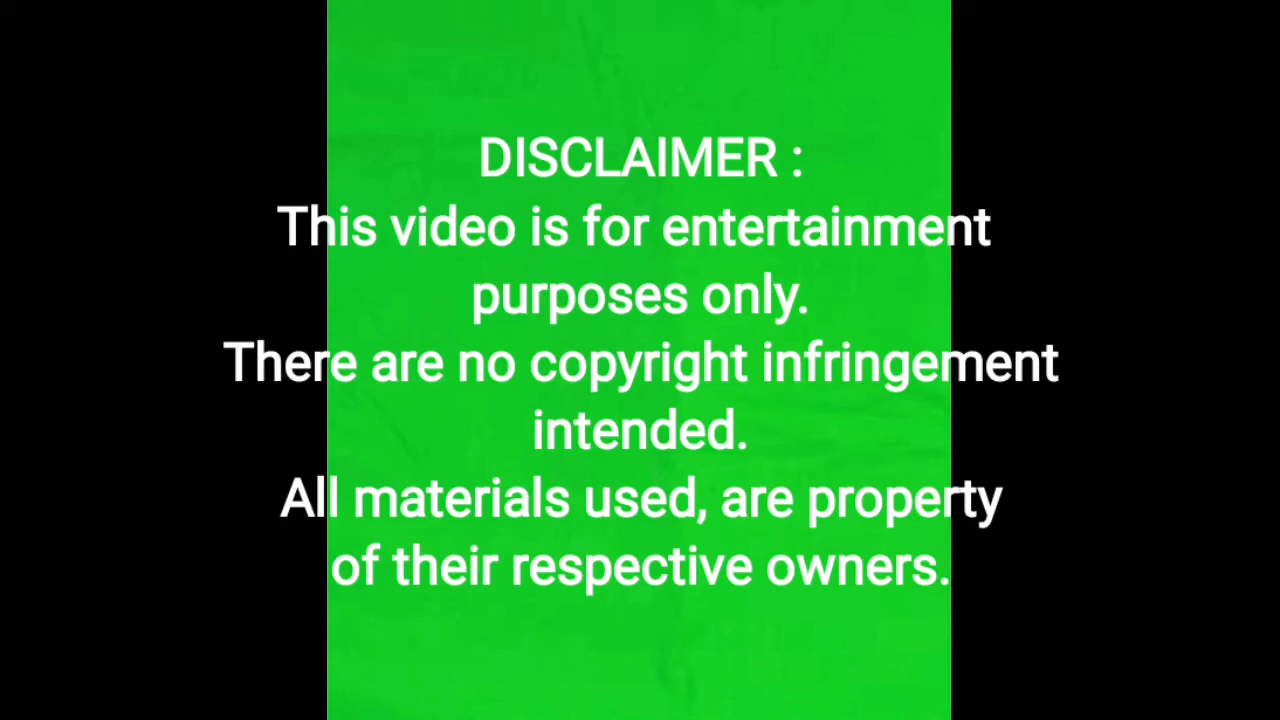 DISCLAIMER :
This video is for entertainment
purposes only.
There are no copyright infringement
intended.
All materials used, are property
of their respective owners.